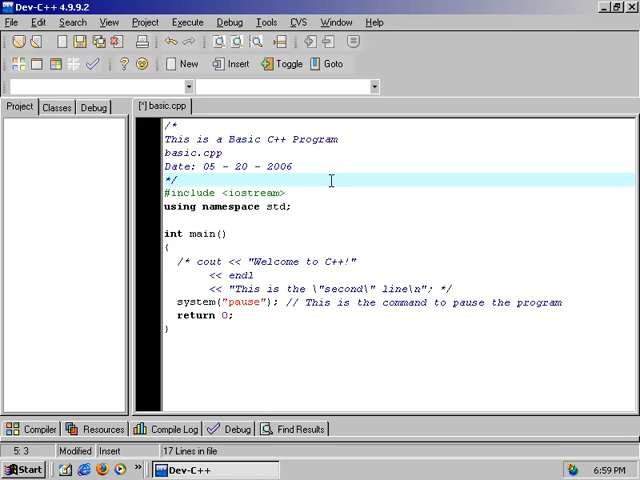 Dev-C++ 4.9.9.2
File Edit Search View Project Execute Debug Tools CVS Window Help
New Insert Toggle Goto
Project Classes Debug [*] basic.cpp
/*
This is a Basic C++ Program
basic.cpp
Date: 05 - 20 - 2006
*/
#include <iostream>
using namespace std;
int main()
{
/* cout << "Welcome to C++!"
<< endl
<< "This is the \"second\" line\n"; */
system("pause"); // This is the command to pause the program
return 0;
}
Compiler Resources Compile Log Debug Find Results
5: 3 Modified Insert 17 Lines in file
Start » Dev-C++ 6:59 PM